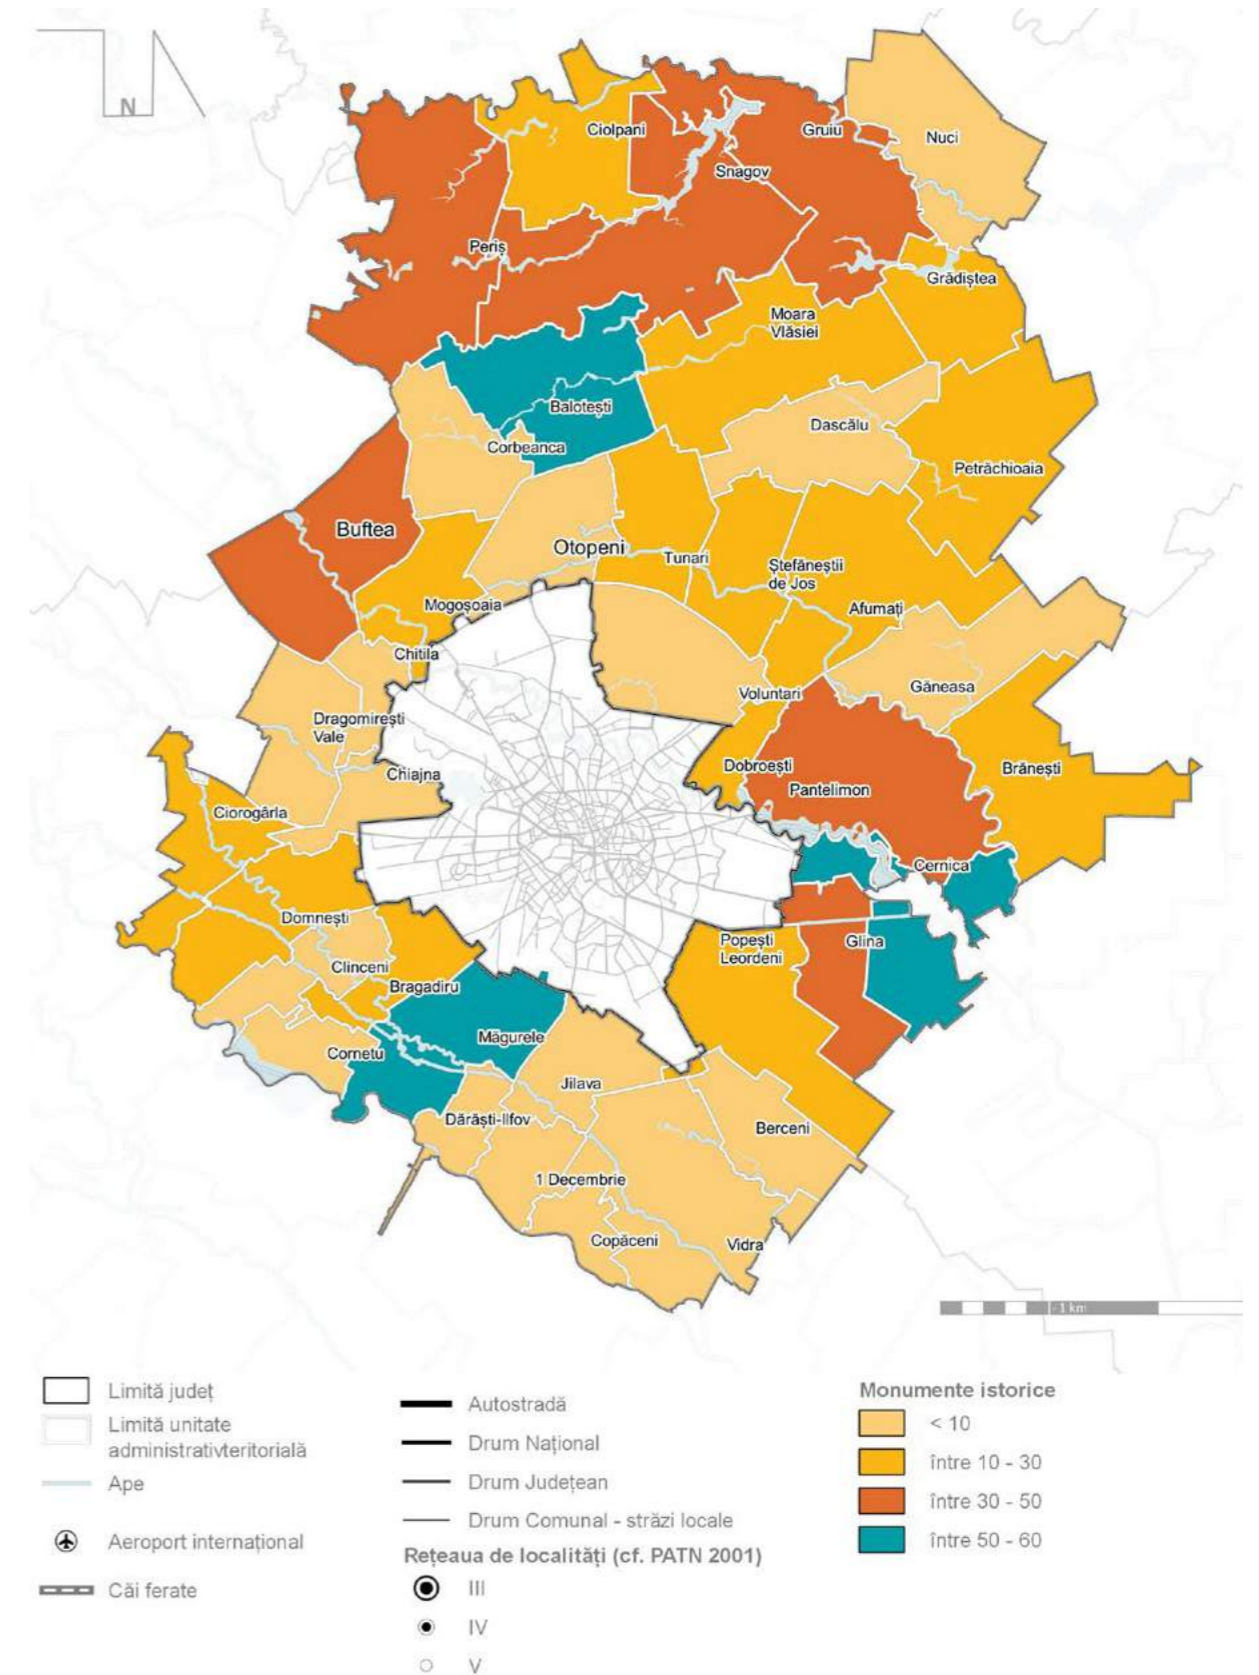 N
Ciolpani
Gruiu
Nuci
Snagov
Periș
Grădiștea
Moara
Vlăsiei
Balotești
Dascălu
Corbeanca
Petrăchioaia
Buftea
Otopeni
Tunari
Ștefăneștii
de Jos
Mogoșoaia
Afumați
Chitila
Găneasa
Voluntari
Dragomirești
Vale
Dobroești
Brănești
Chiajna
Pantelimon
Ciorogârla
Cernica
Domnești
Popești
Leordeni
Glina
Clinceni
Bragadiru
Măgurele
Cornetu
Jilava
Dărăști-Ilfov
Berceni
1 Decembrie
Copăceni
Vidra
1 km
Limită județ
Limită unitate
administrativteritorială
Ape
Aeroport internațional
Căi ferate
Autostradă
Drum Național
Drum Județean
Drum Comunal - străzi locale
Rețeaua de localități (cf. PATN 2001)
III
IV
V
Monumente istorice
< 10
între 10 - 30
între 30 - 50
între 50 - 60